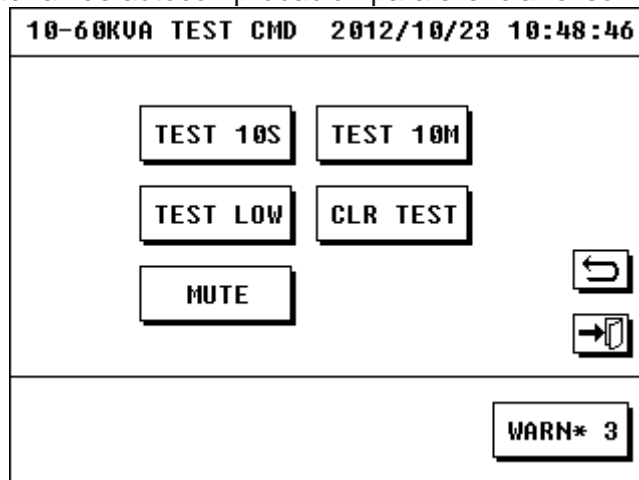 10-60KVA TEST CMD 2012/10/23 10:48:46
TEST 10S TEST 10M
TEST LOW CLR TEST
MUTE
WARN* 3